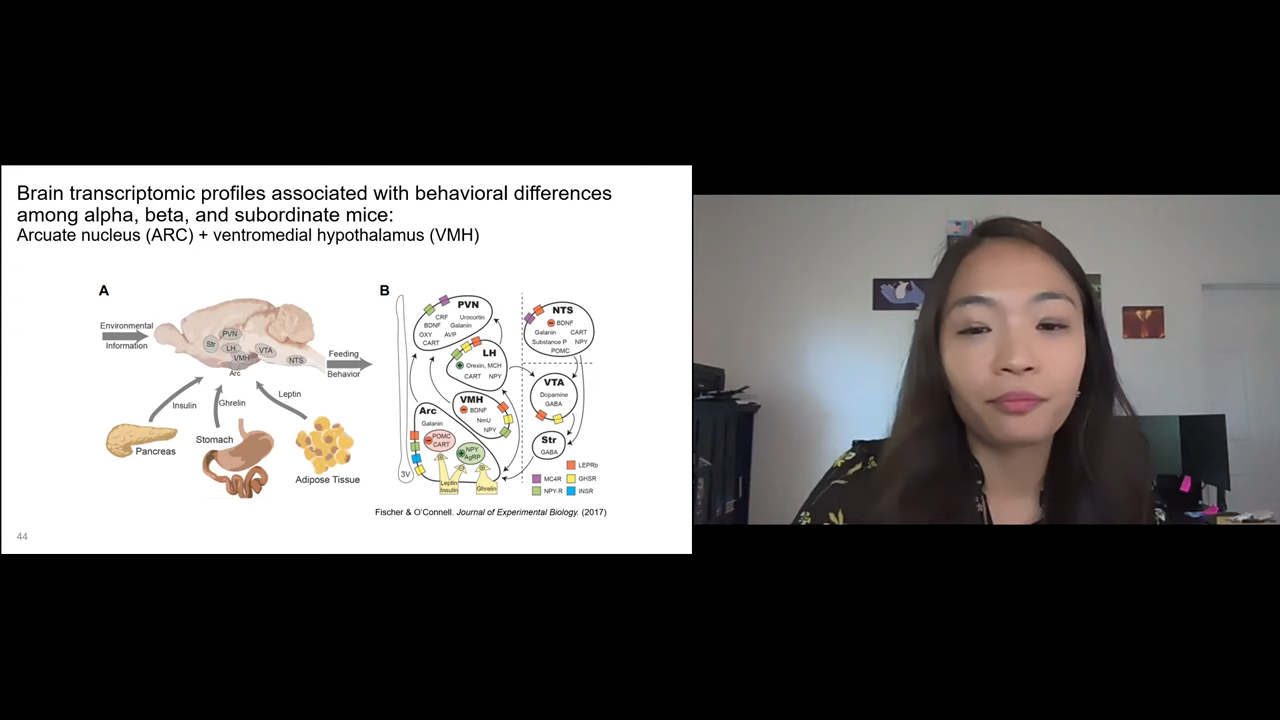 Brain transcriptomic profiles associated with behavioral differences
among alpha, beta, and subordinate mice:
Arcuate nucleus (ARC) + ventromedial hypothalamus (VMH)
A
Environmental
Information
PVN
Str
LH
VMH
VTA
NTS
Arc
Feeding
Behavior
Insulin
Ghrelin
Leptin
Pancreas
Stomach
Adipose Tissue
B
PVN
CRF Urocortin
BDNF Galanin
OXY AVP
CART
NTS
BDNF
Galanin CART
Substance P NPY
POMC
LH
Orexin, MCH
CART NPY
VTA
Dopamine
GABA
VMH
BDNF
NmU
NPY
Arc
Galanin
POMC
CART
NPY
AgRP
Str
GABA
3V
Leptin
Insulin
Ghrelin
LEPRb
MC4R GHSR
NPY-R INSR
Fischer & O'Connell. Journal of Experimental Biology. (2017)
44